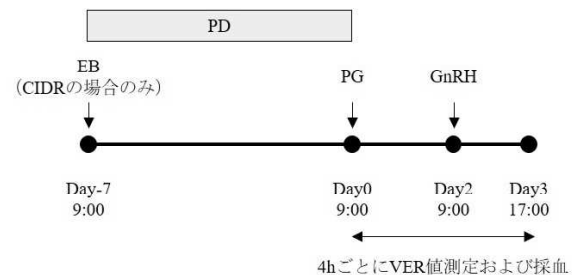 PD
EB
（CIDRの場合のみ）
PG
GnRH
Day-7
9:00
Day0
9:00
Day2
9:00
Day3
17:00
4hごとにVER値測定および採血